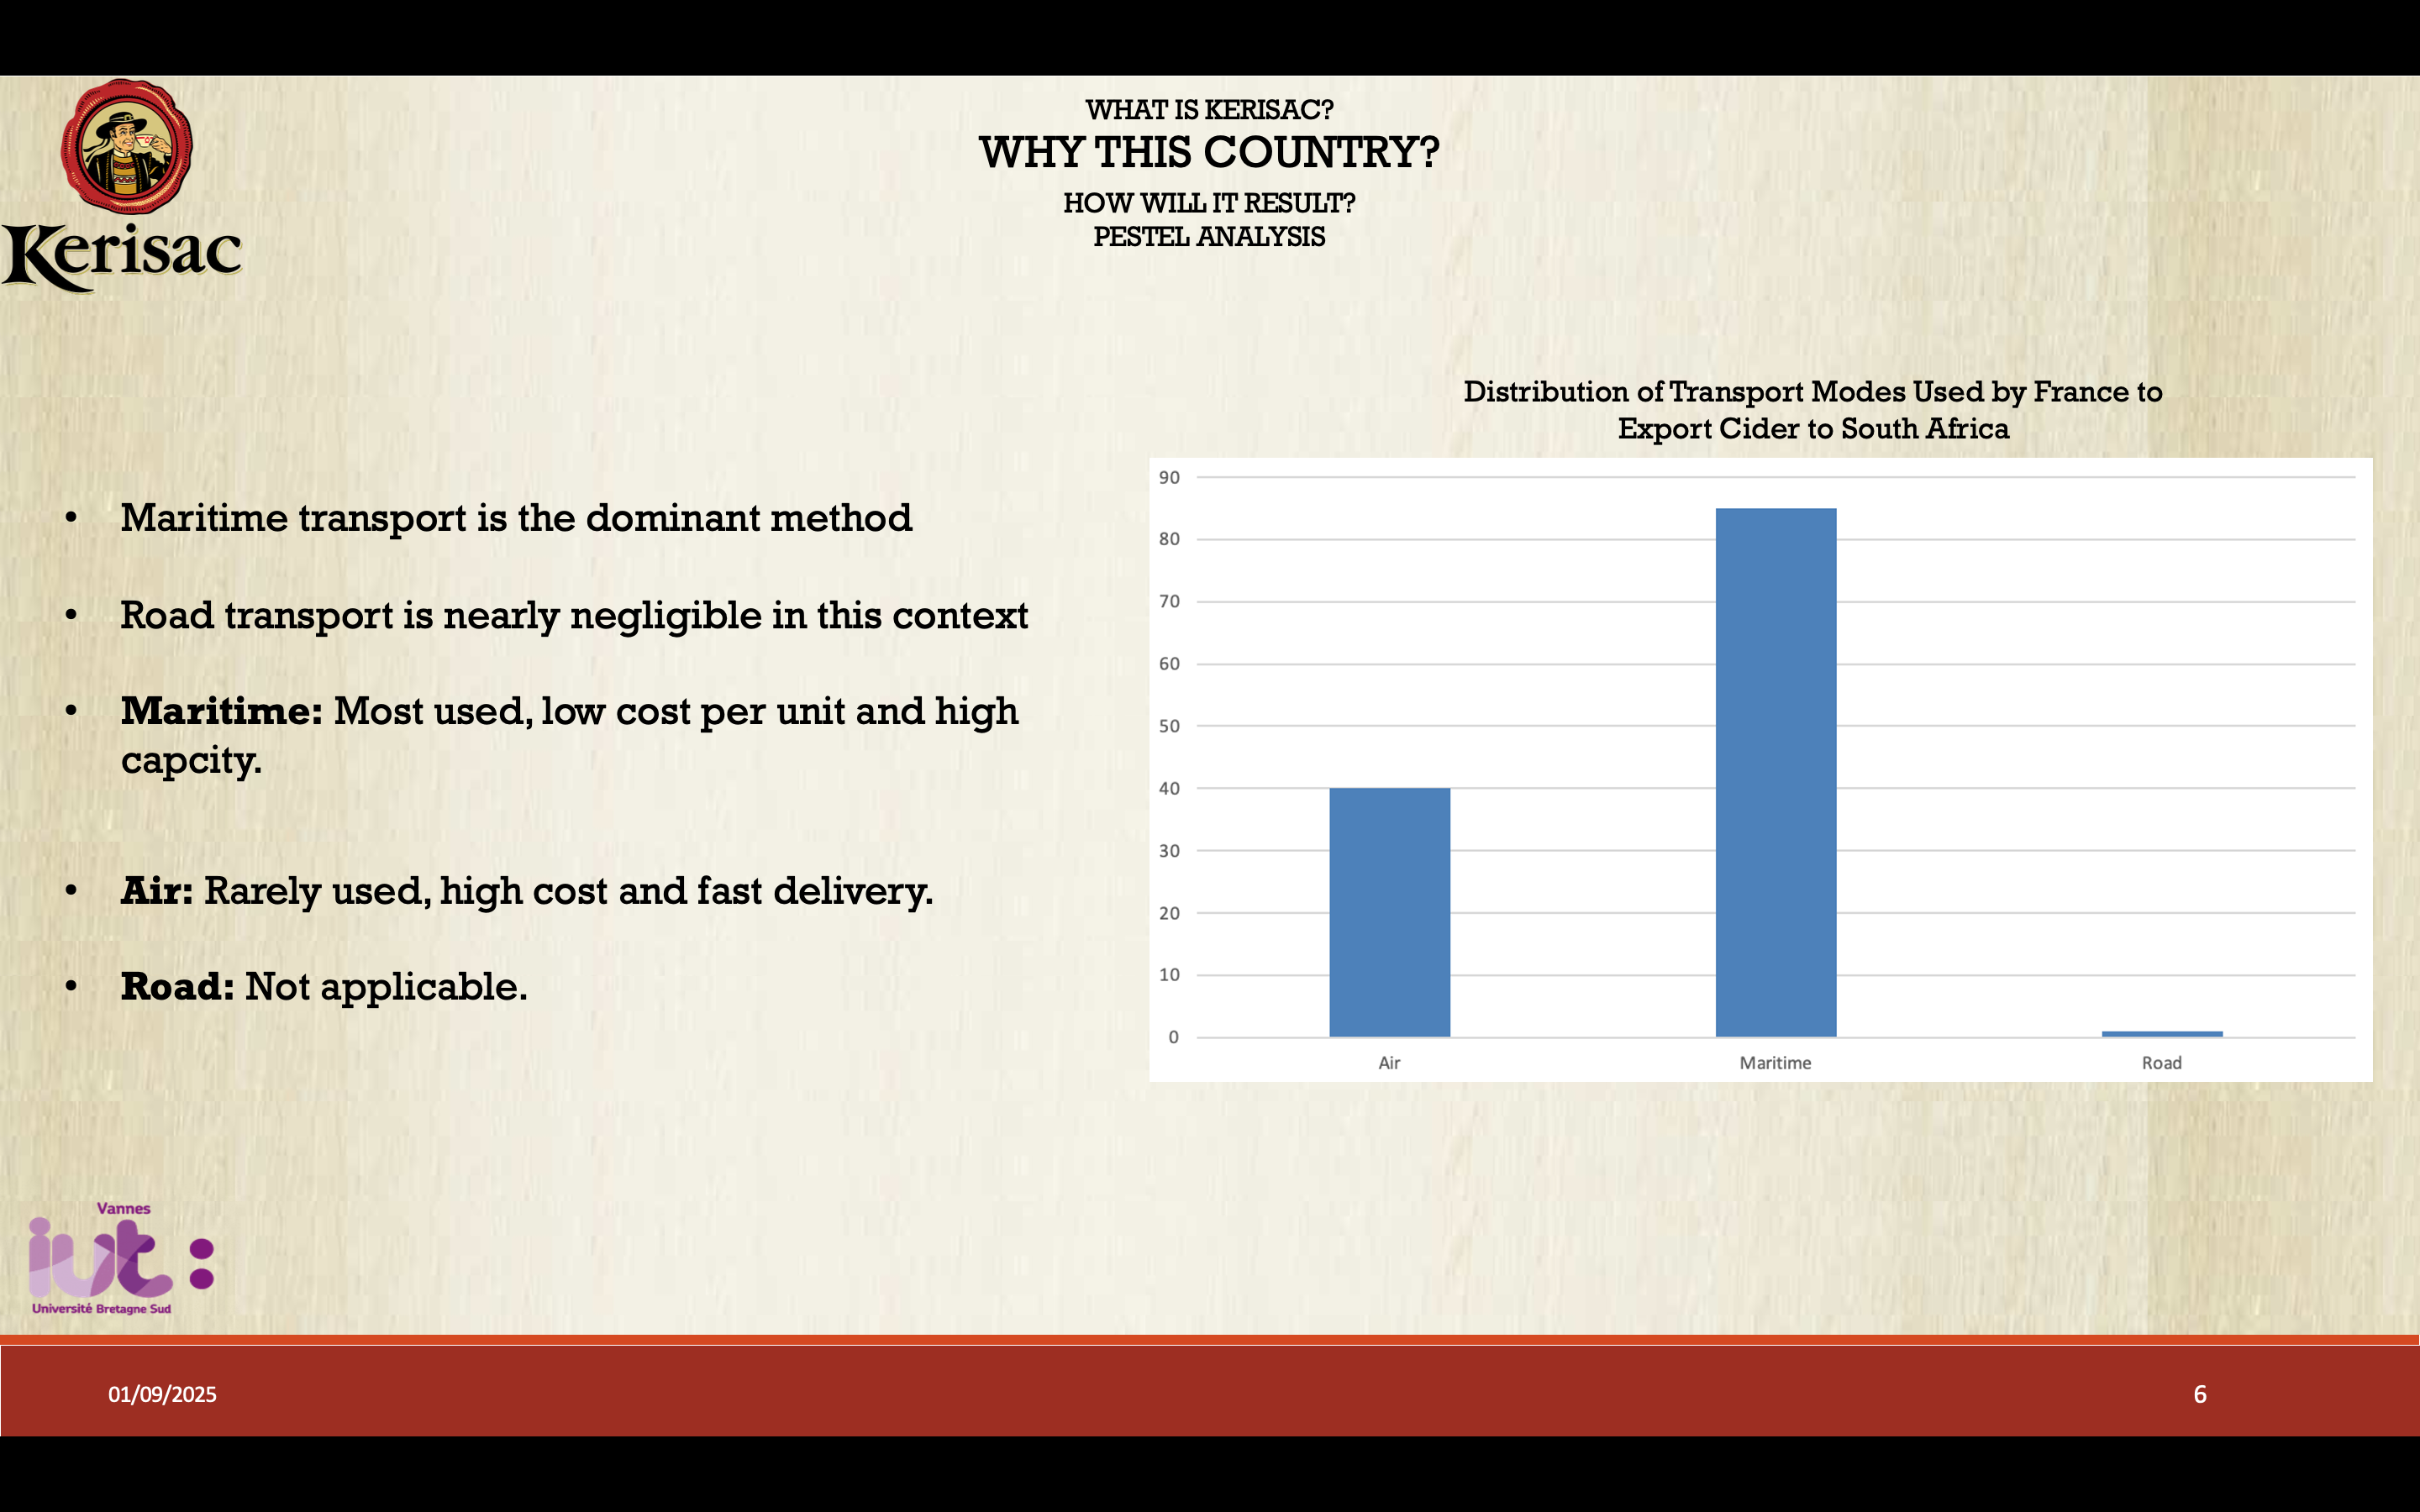 Kerisac
WHAT IS KERISAC?
WHY THIS COUNTRY?
HOW WILL IT RESULT?
PESTEL ANALYSIS
• Maritime transport is the dominant method
• Road transport is nearly negligible in this context
• Maritime: Most used, low cost per unit and high
capcity.
• Air: Rarely used, high cost and fast delivery.
• Road: Not applicable.
Distribution of Transport Modes Used by France to
Export Cider to South Africa
90
80
70
60
50
40
30
20
10
0
Air Maritime Road
Vannes
iut:
Université Bretagne Sud
01/09/2025
6